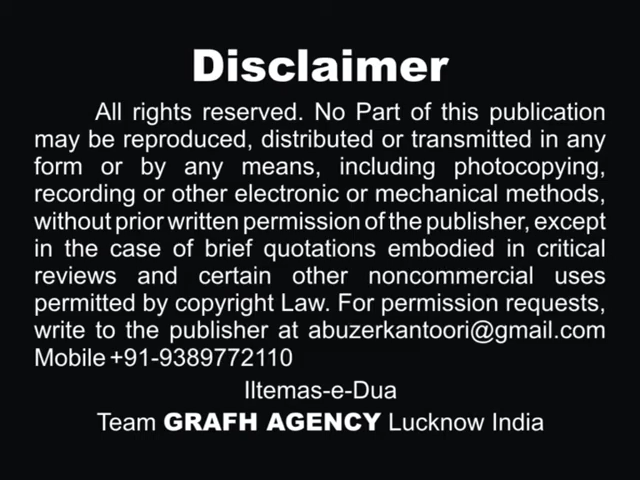 Disclaimer
All rights reserved. No Part of this publication
may be reproduced, distributed or transmitted in any
form or by any means, including photocopying,
recording or other electronic or mechanical methods,
without prior written permission of the publisher, except
in the case of brief quotations embodied in critical
reviews and certain other noncommercial uses
permitted by copyright Law. For permission requests,
write to the publisher at abuzerkantoori@gmail.com
Mobile +91-9389772110
Iltemas-e-Dua
Team GRAFH AGENCY Lucknow India